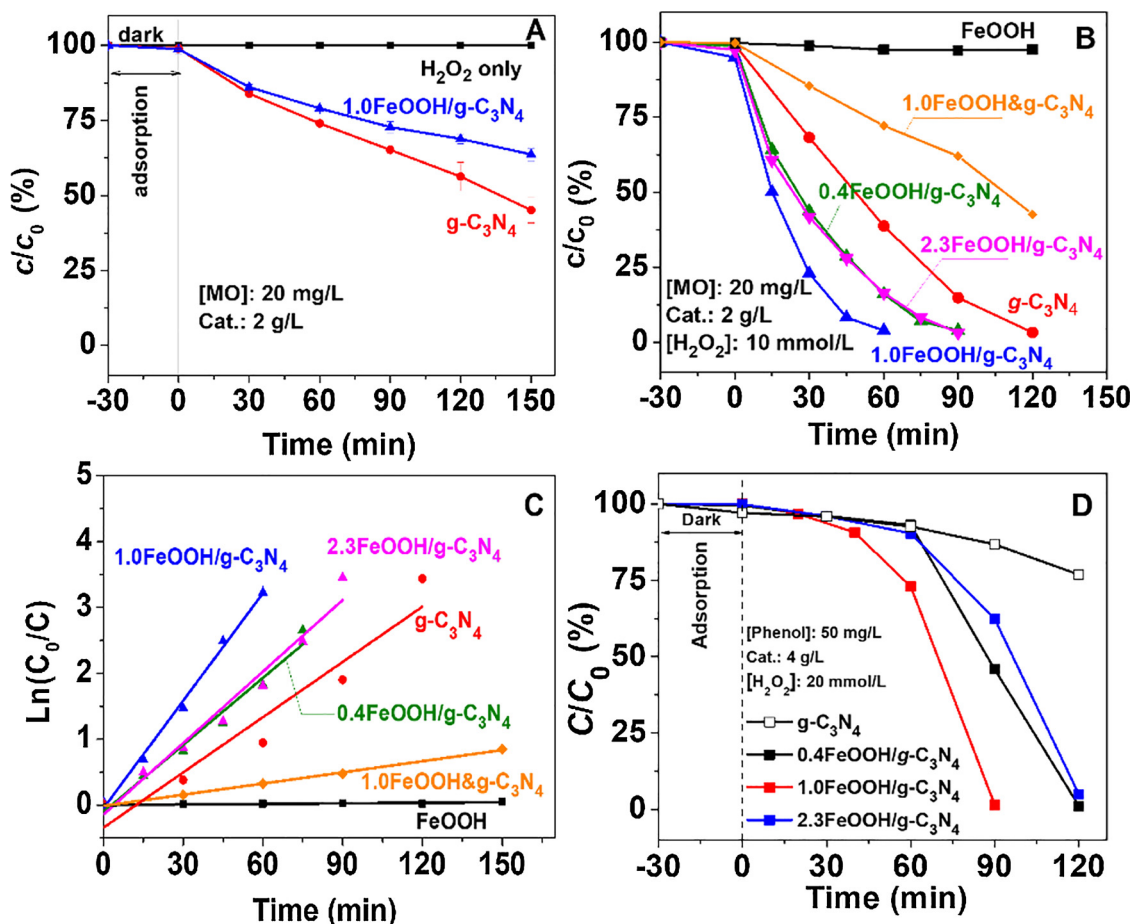 A
dark
adsorption
H₂O₂ only
1.0FeOOH/g-C₃N₄
g-C₃N₄
[MO]: 20 mg/L
Cat.: 2 g/L
c/c₀ (%)
100
75
50
25
0
-30 0 30 60 90 120 150
Time (min)
B
FeOOH
1.0FeOOH&g-C₃N₄
0.4FeOOH/g-C₃N₄
2.3FeOOH/g-C₃N₄
g-C₃N₄
[MO]: 20 mg/L
Cat.: 2 g/L
[H₂O₂]: 10 mmol/L
1.0FeOOH/g-C₃N₄
c/c₀ (%)
100
75
50
25
0
-30 0 30 60 90 120 150
Time (min)
C
1.0FeOOH/g-C₃N₄
2.3FeOOH/g-C₃N₄
g-C₃N₄
0.4FeOOH/g-C₃N₄
1.0FeOOH&g-C₃N₄
FeOOH
Ln(C₀/C)
5
4
3
2
1
0
0 30 60 90 120 150
Time (min)
D
Dark
Adsorption
[Phenol]: 50 mg/L
Cat.: 4 g/L
[H₂O₂]: 20 mmol/L
g-C₃N₄
0.4FeOOH/g-C₃N₄
1.0FeOOH/g-C₃N₄
2.3FeOOH/g-C₃N₄
C/C₀ (%)
100
75
50
25
0
-30 0 30 60 90 120
Time (min)